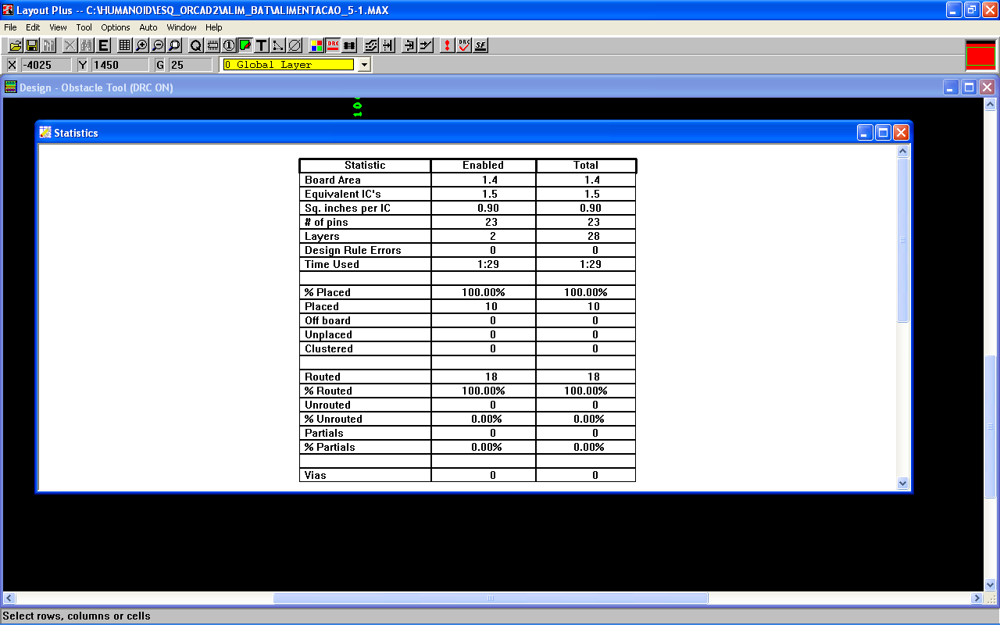 Layout Plus -- C:\HUMANOID\ESQ_ORCAD2\ALIM_BAT\ALIMENTACAO_5-1.MAX
File Edit View Tool Options Auto Window Help
E Q 1 T DRC DRC SF
X -4025 Y 1450 G 25 0 Global Layer
Design - Obstacle Tool (DRC ON)
10
Statistics
Statistic Enabled Total
Board Area 1.4 1.4
Equivalent IC's 1.5 1.5
Sq. inches per IC 0.90 0.90
# of pins 23 23
Layers 2 28
Design Rule Errors 0 0
Time Used 1:29 1:29
% Placed 100.00% 100.00%
Placed 10 10
Off board 0 0
Unplaced 0 0
Clustered 0 0
Routed 18 18
% Routed 100.00% 100.00%
Unrouted 0 0
% Unrouted 0.00% 0.00%
Partials 0 0
% Partials 0.00% 0.00%
Vias 0 0
Select rows, columns or cells